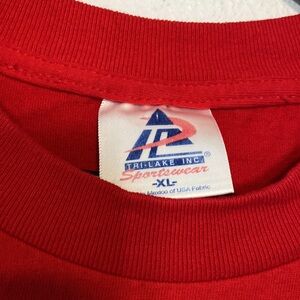 TRI-LAKE INC.
®
Sportswear
-XL-
Mexico of USA Fabric